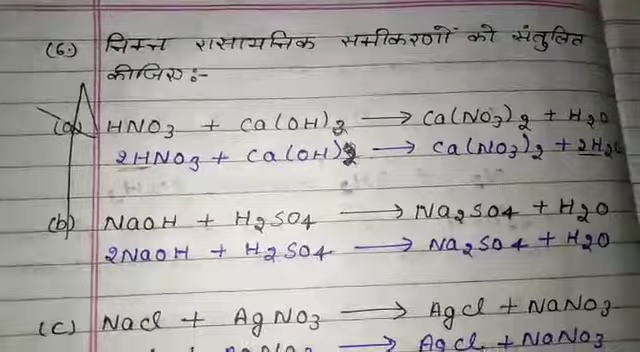 (6.) निम्न रासायनिक समीकरणों को संतुलित
कीजिए :-
(a) HNO3 + Ca(OH)2 → Ca(NO3)2 + H2O
2HNO3 + Ca(OH)2 → Ca(NO3)2 + 2H2O
(b) NaOH + H2SO4 → Na2SO4 + H2O
2NaOH + H2SO4 → Na2SO4 + H2O
(c) NaCl + AgNO3 → AgCl + NaNO3
→ AgCl + NaNO3